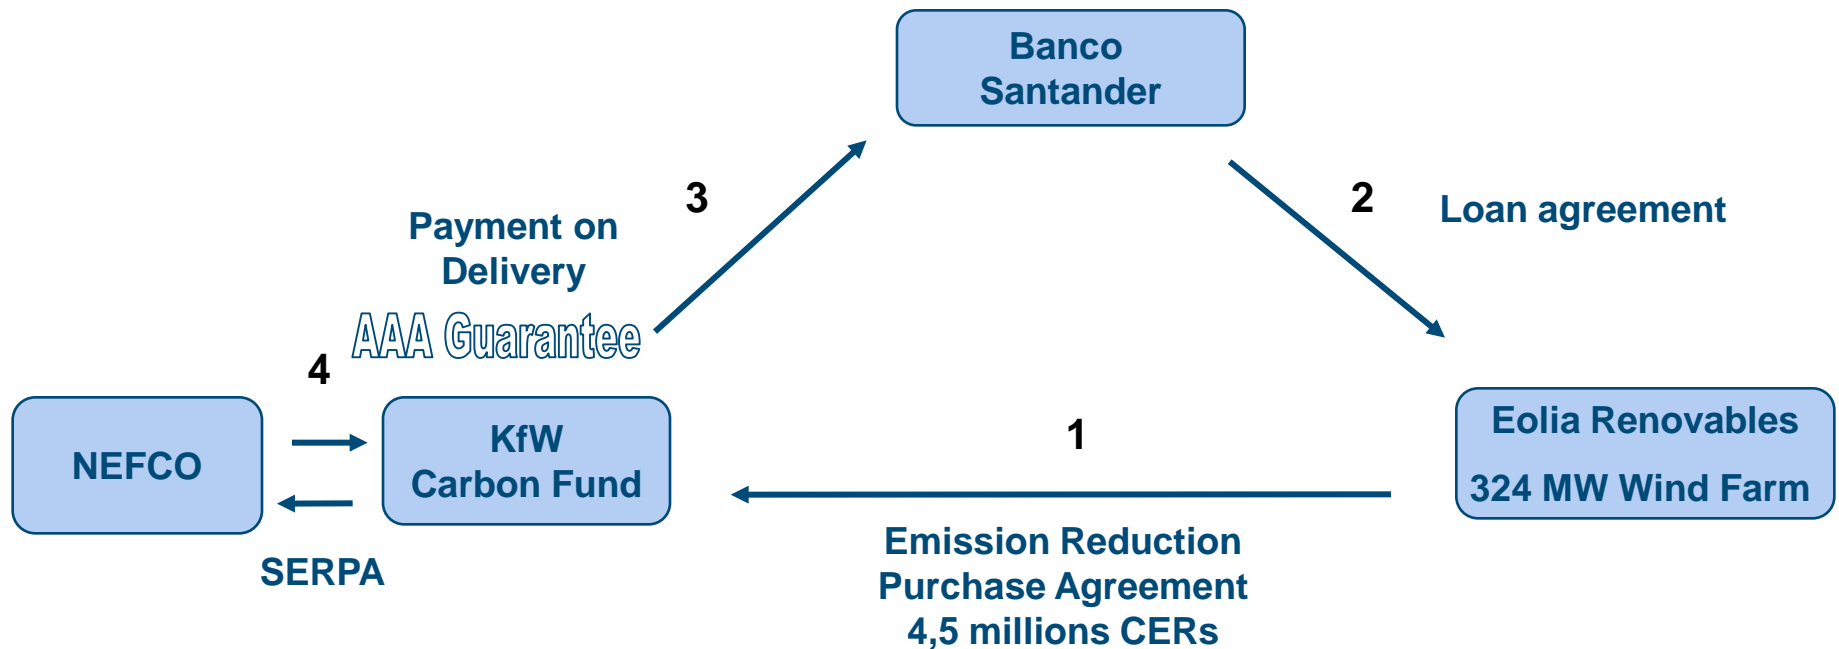 Banco
Santander
3
2
Loan agreement
Payment on
Delivery
AAA Guarantee
4
NEFCO
KfW
Carbon Fund
1
Eolia Renovables
324 MW Wind Farm
SERPA
Emission Reduction
Purchase Agreement
4,5 millions CERs